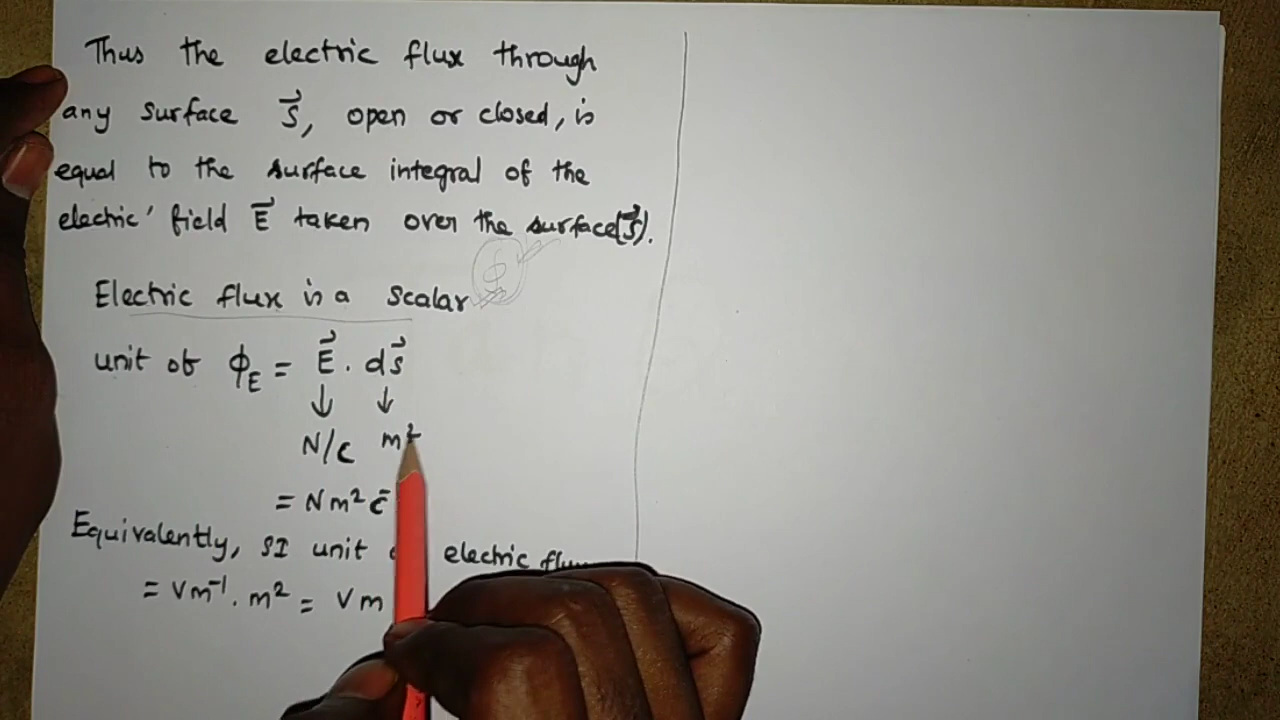 Thus the electric flux through
any surface S⃗, open or closed, is
equal to the surface integral of the
electric field E⃗ taken over the surface(S⃗).
Electric flux is a scalar
unit of ϕ_E = E⃗ . dS⃗
↓ ↓
N/C m²
= Nm² C̄
Equivalently, SI unit electric
= Vm⁻¹ . m² = Vm